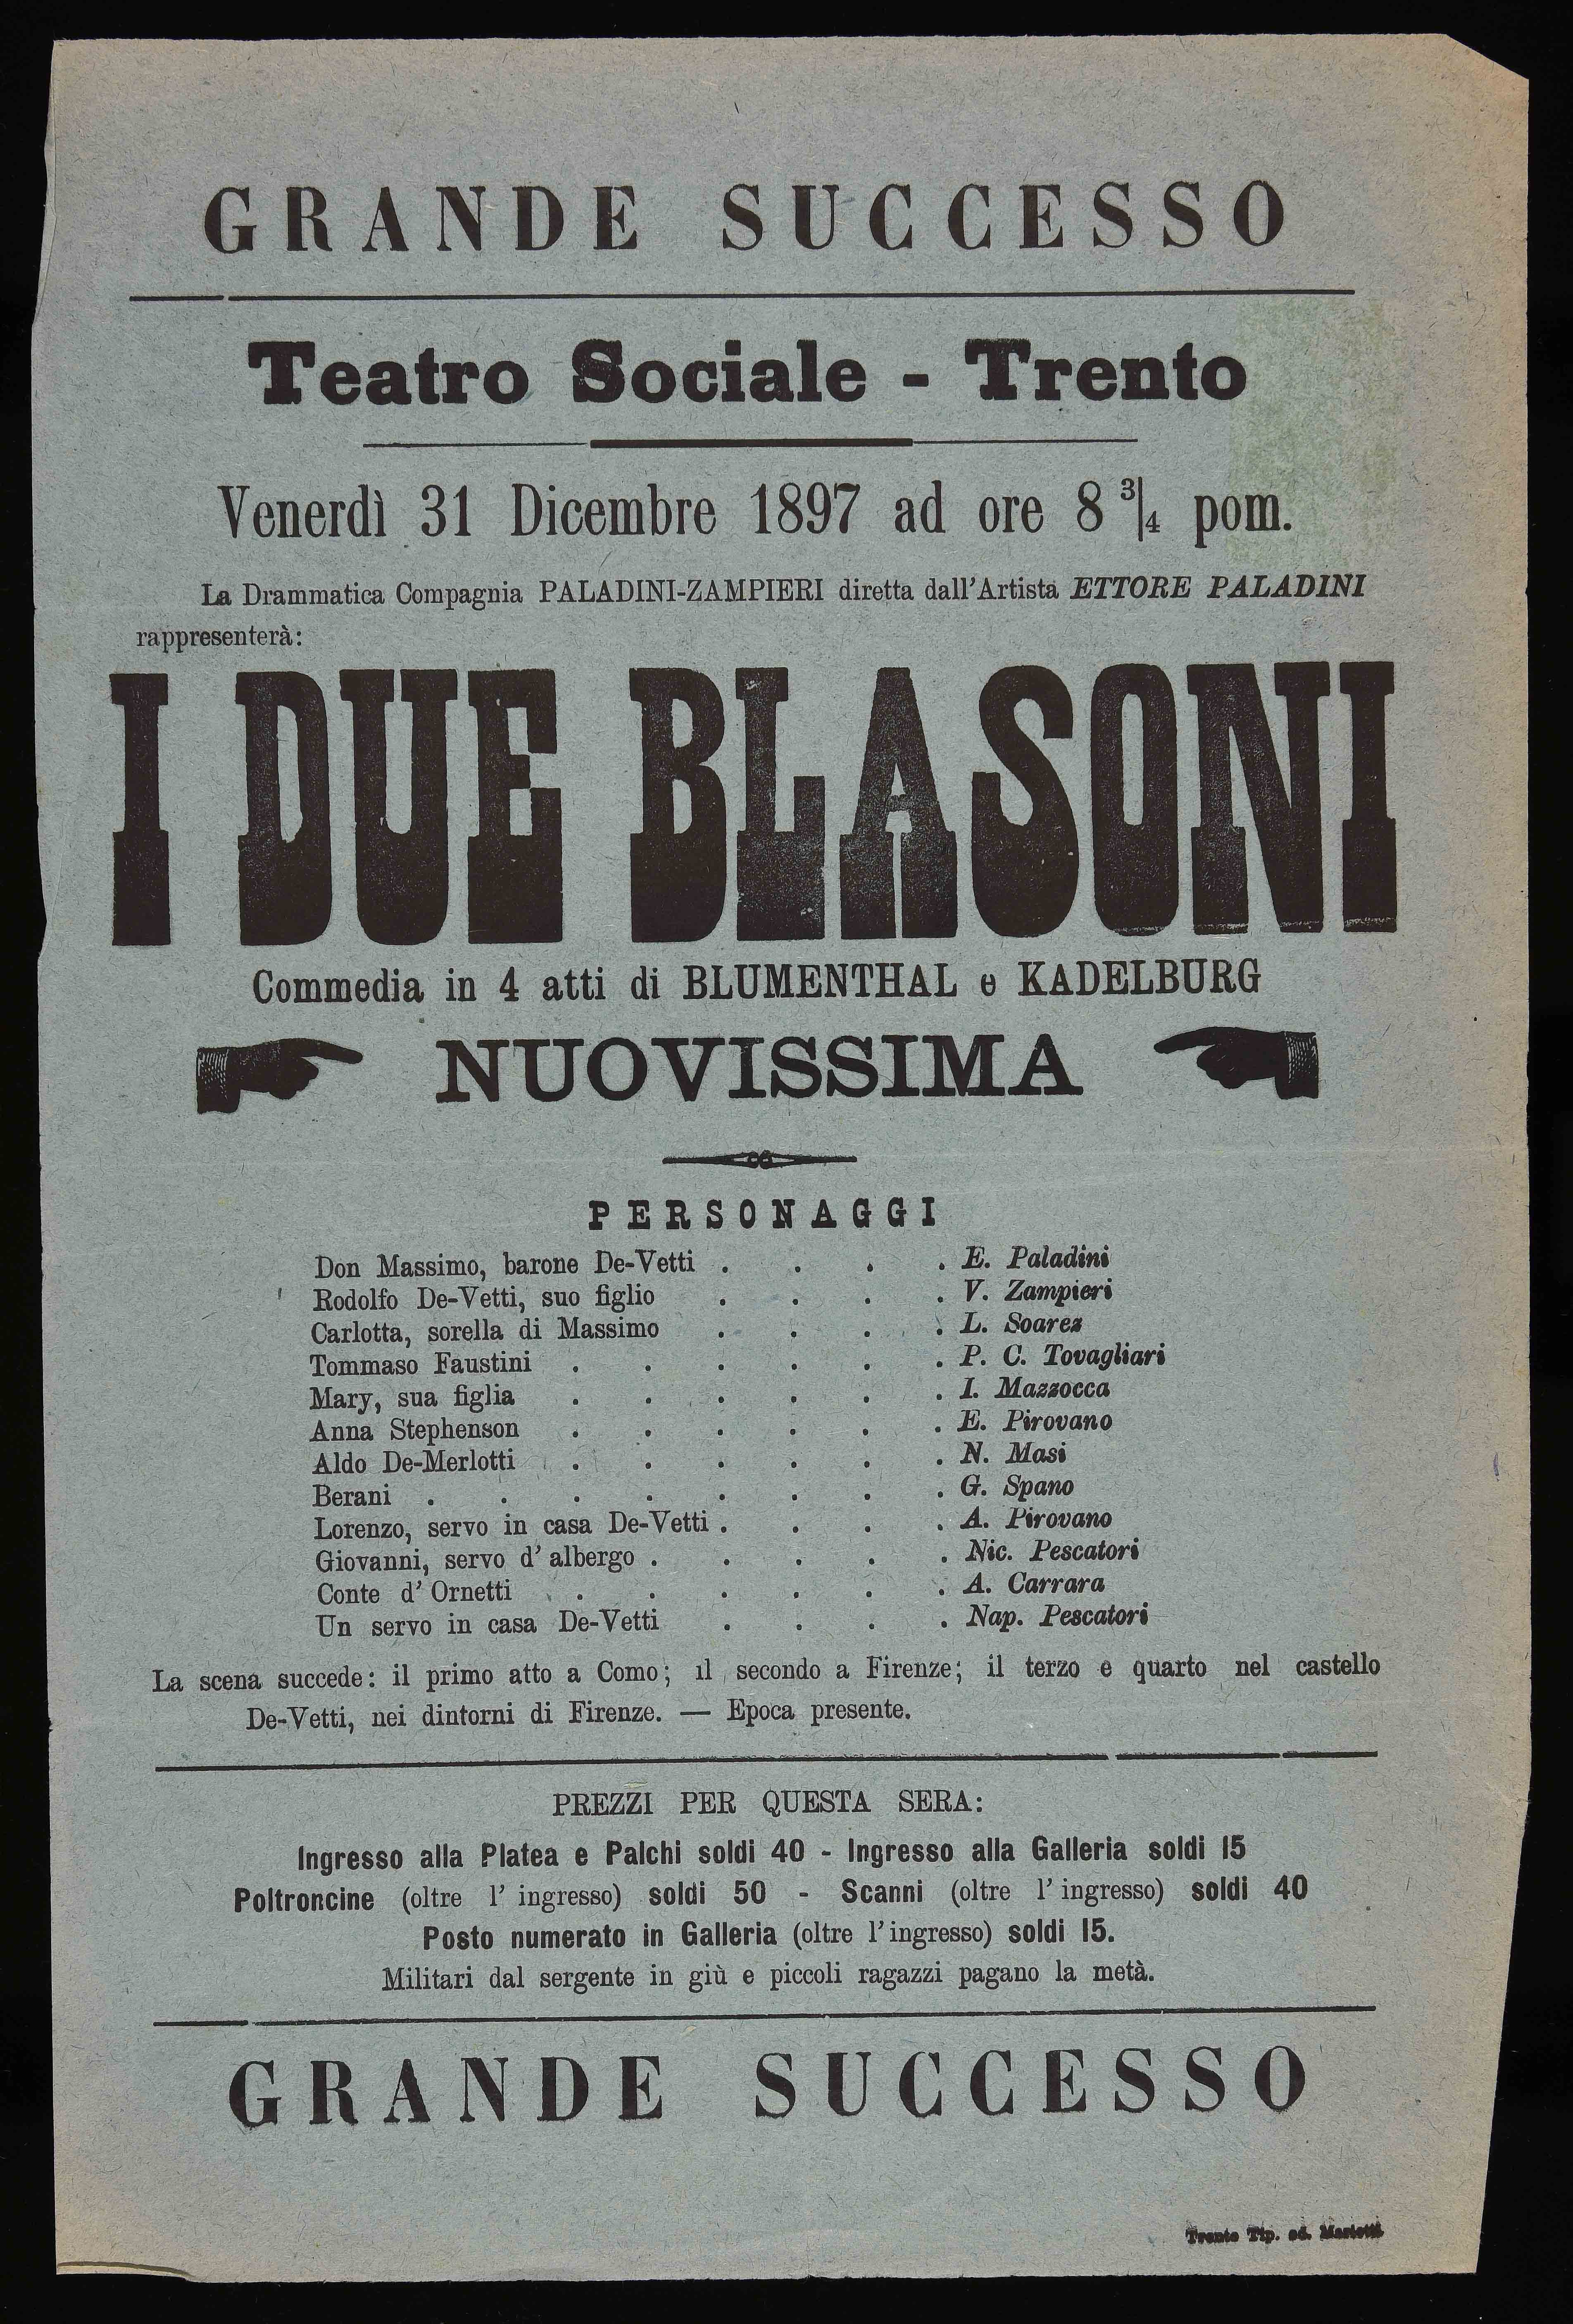 GRANDE SUCCESSO
Teatro Sociale - Trento
Venerdì 31 Dicembre 1897 ad ore 8 3/4 pom.
La Drammatica Compagnia PALADINI-ZAMPIERI diretta dall'Artista ETTORE PALADINI
rappresenterà:
I DUE BLASONI
Commedia in 4 atti di BLUMENTHAL e KADELBURG
NUOVISSIMA
PERSONAGGI
Don Massimo, barone De-Vetti . . . . E. Paladini
Rodolfo De-Vetti, suo figlio . . . . V. Zampieri
Carlotta, sorella di Massimo . . . . L. Soarez
Tommaso Faustini . . . . . . P. C. Tovagliari
Mary, sua figlia . . . . . . I. Mazzocca
Anna Stephenson . . . . . . E. Pirovano
Aldo De-Merlotti . . . . . . N. Masi
Berani . . . . . . . . G. Spano
Lorenzo, servo in casa De-Vetti . . . . A. Pirovano
Giovanni, servo d' albergo . . . . . Nic. Pescatori
Conte d' Ornetti . . . . . . A. Carrara
Un servo in casa De-Vetti . . . . Nap. Pescatori
La scena succede: il primo atto a Como; il secondo a Firenze; il terzo e quarto nel castello
De-Vetti, nei dintorni di Firenze. — Epoca presente.
PREZZI PER QUESTA SERA:
Ingresso alla Platea e Palchi soldi 40 - Ingresso alla Galleria soldi 15
Poltroncine (oltre l' ingresso) soldi 50 - Scanni (oltre l' ingresso) soldi 40
Posto numerato in Galleria (oltre l'ingresso) soldi 15.
Militari dal sergente in giù e piccoli ragazzi pagano la metà.
GRANDE SUCCESSO
Trento Tip. ed. Marietti